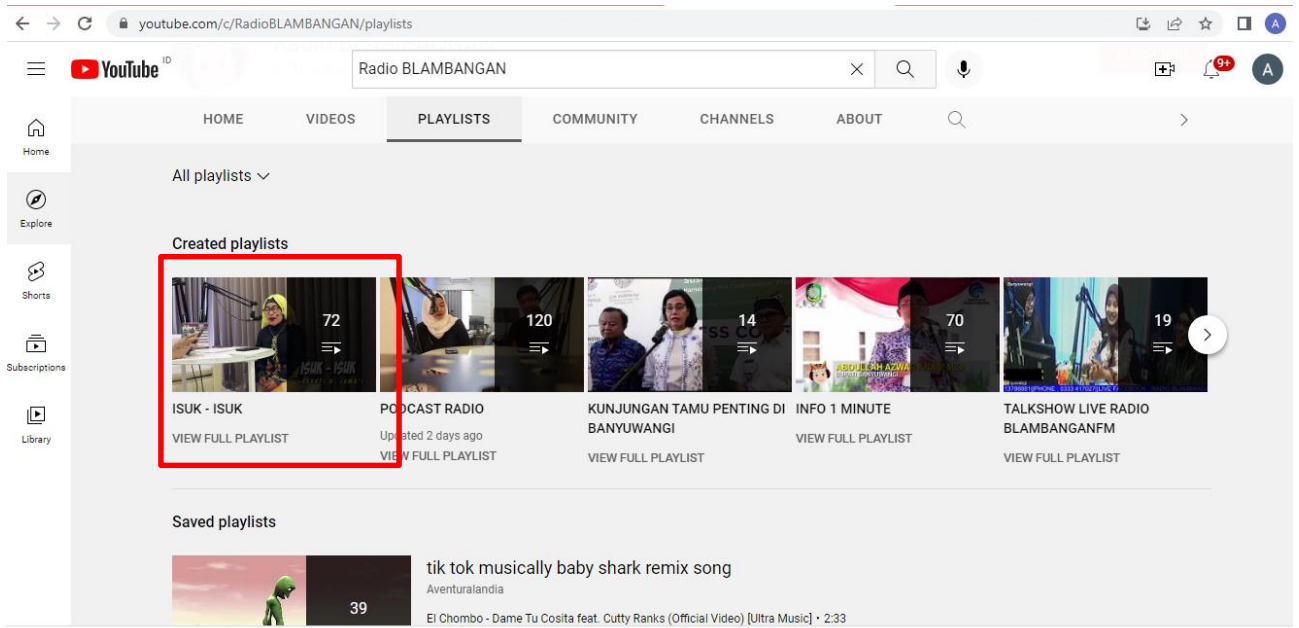 youtube.com/c/RadioBLAMBANGAN/playlists
A
YouTube ID
Radio BLAMBANGAN
9+
A
HOME VIDEOS PLAYLISTS COMMUNITY CHANNELS ABOUT
Home
Explore
Shorts
Subscriptions
Library
All playlists
Created playlists
72
ISUK - ISUK
ISUK - ISUK
VIEW FULL PLAYLIST
120
PODCAST RADIO
Updated 2 days ago
VIEW FULL PLAYLIST
14
KUNJUNGAN TAMU PENTING DI
BANYUWANGI
VIEW FULL PLAYLIST
70
INFO 1 MINUTE
VIEW FULL PLAYLIST
Banyuwangi
19
TALKSHOW LIVE RADIO
BLAMBANGANFM
VIEW FULL PLAYLIST
Saved playlists
39
tik tok musically baby shark remix song
Aventuralandia
El Chombo - Dame Tu Cosita feat. Cutty Ranks (Official Video) [Ultra Music] • 2:33